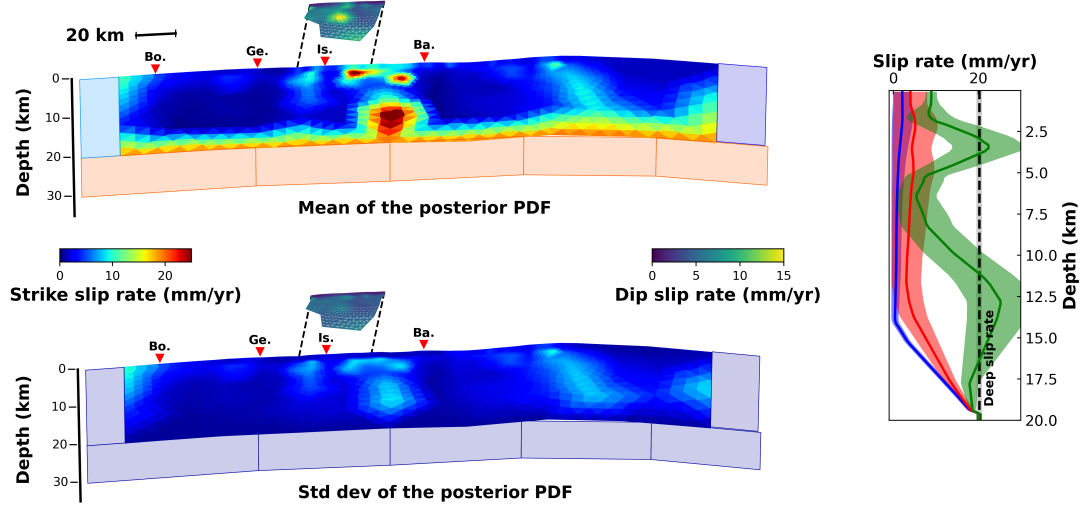 20 km
Bo.
Ge.
Is.
Ba.
Depth (km)
0
10
20
30
Mean of the posterior PDF
0 10 20
Strike slip rate (mm/yr)
0 5 10 15
Dip slip rate (mm/yr)
Bo.
Ge.
Is.
Ba.
Depth (km)
0
10
20
30
Std dev of the posterior PDF
Slip rate (mm/yr)
0 20
2.5
5.0
7.5
10.0
12.5
15.0
17.5
20.0
Depth (km)
Deep slip rate